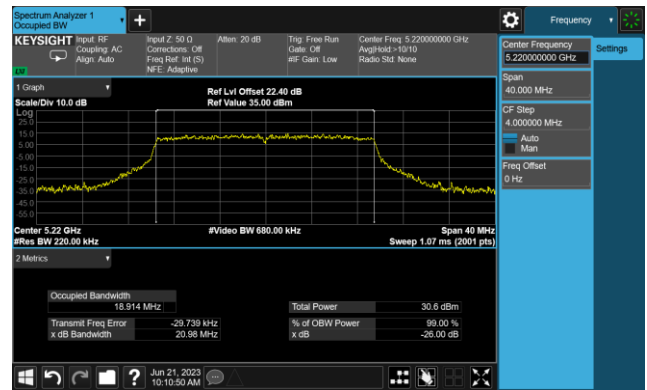 Spectrum Analyzer 1
Occupied BW
Frequency
KEYSIGHT
Input: RF
Coupling: AC
Align: Auto
Input Z: 50 Ω
Corrections: Off
Freq Ref: Int (S)
NFE: Adaptive
Atten: 20 dB
Trig: Free Run
Gate: Off
#IF Gain: Low
Center Freq: 5.220000000 GHz
Avg|Hold:>10/10
Radio Std: None
Center Frequency
5.220000000 GHz
Settings
Span
40.000 MHz
CF Step
4.000000 MHz
Auto
Man
Freq Offset
0 Hz
1 Graph
Scale/Div 10.0 dB
Ref Lvl Offset 22.40 dB
Ref Value 35.00 dBm
Log
25.0
15.0
5.00
-5.00
-15.0
-25.0
-35.0
-45.0
-55.0
Center 5.22 GHz
#Res BW 220.00 kHz
#Video BW 680.00 kHz
Span 40 MHz
Sweep 1.07 ms (2001 pts)
2 Metrics
Occupied Bandwidth
18.914 MHz
Total Power 30.6 dBm
Transmit Freq Error -29.739 kHz
% of OBW Power 99.00 %
x dB Bandwidth 20.98 MHz
x dB -26.00 dB
Jun 21, 2023
10:10:50 AM